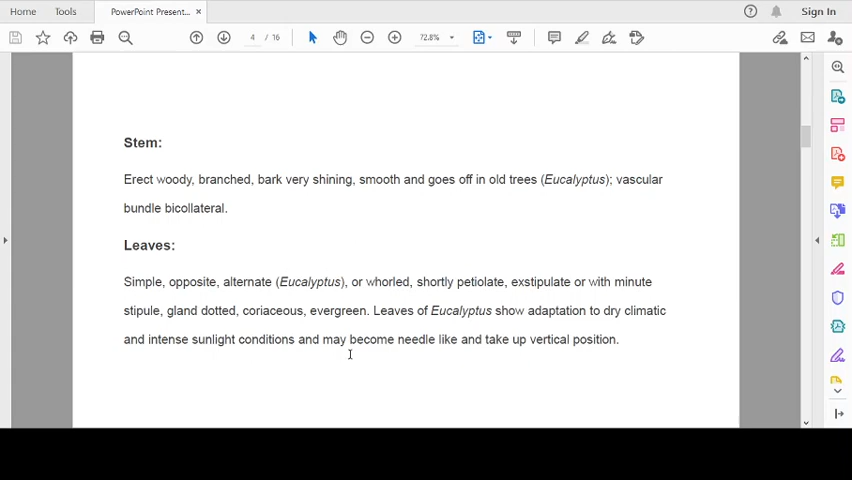 Home Tools PowerPoint Present... × Sign In
4 / 16 72.8%
Stem:
Erect woody, branched, bark very shining, smooth and goes off in old trees (Eucalyptus); vascular
bundle bicollateral.
Leaves:
Simple, opposite, alternate (Eucalyptus), or whorled, shortly petiolate, exstipulate or with minute
stipule, gland dotted, coriaceous, evergreen. Leaves of Eucalyptus show adaptation to dry climatic
and intense sunlight conditions and may become needle like and take up vertical position.